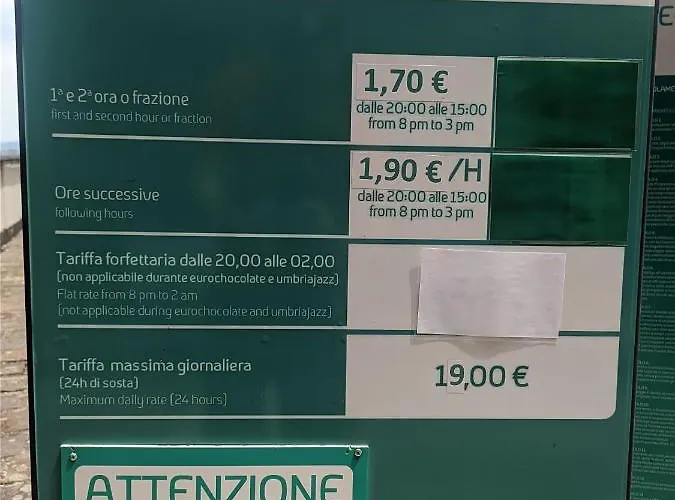 1ª e 2ª ora o frazione
first and second hour or fraction
1,70 €
dalle 20:00 alle 15:00
from 8 pm to 3 pm
Ore successive
following hours
1,90 € /H
dalle 20:00 alle 15:00
from 8 pm to 3 pm
Tariffa forfettaria dalle 20,00 alle 02,00
(non applicabile durante eurochocolate e umbriajazz)
Flat rate from 8 pm to 2 am
(not applicable during eurochocolate and umbriajazz)
Tariffa massima giornaliera
(24h di sosta)
Maximum daily rate (24 hours)
19,00 €
ATTENZIONE